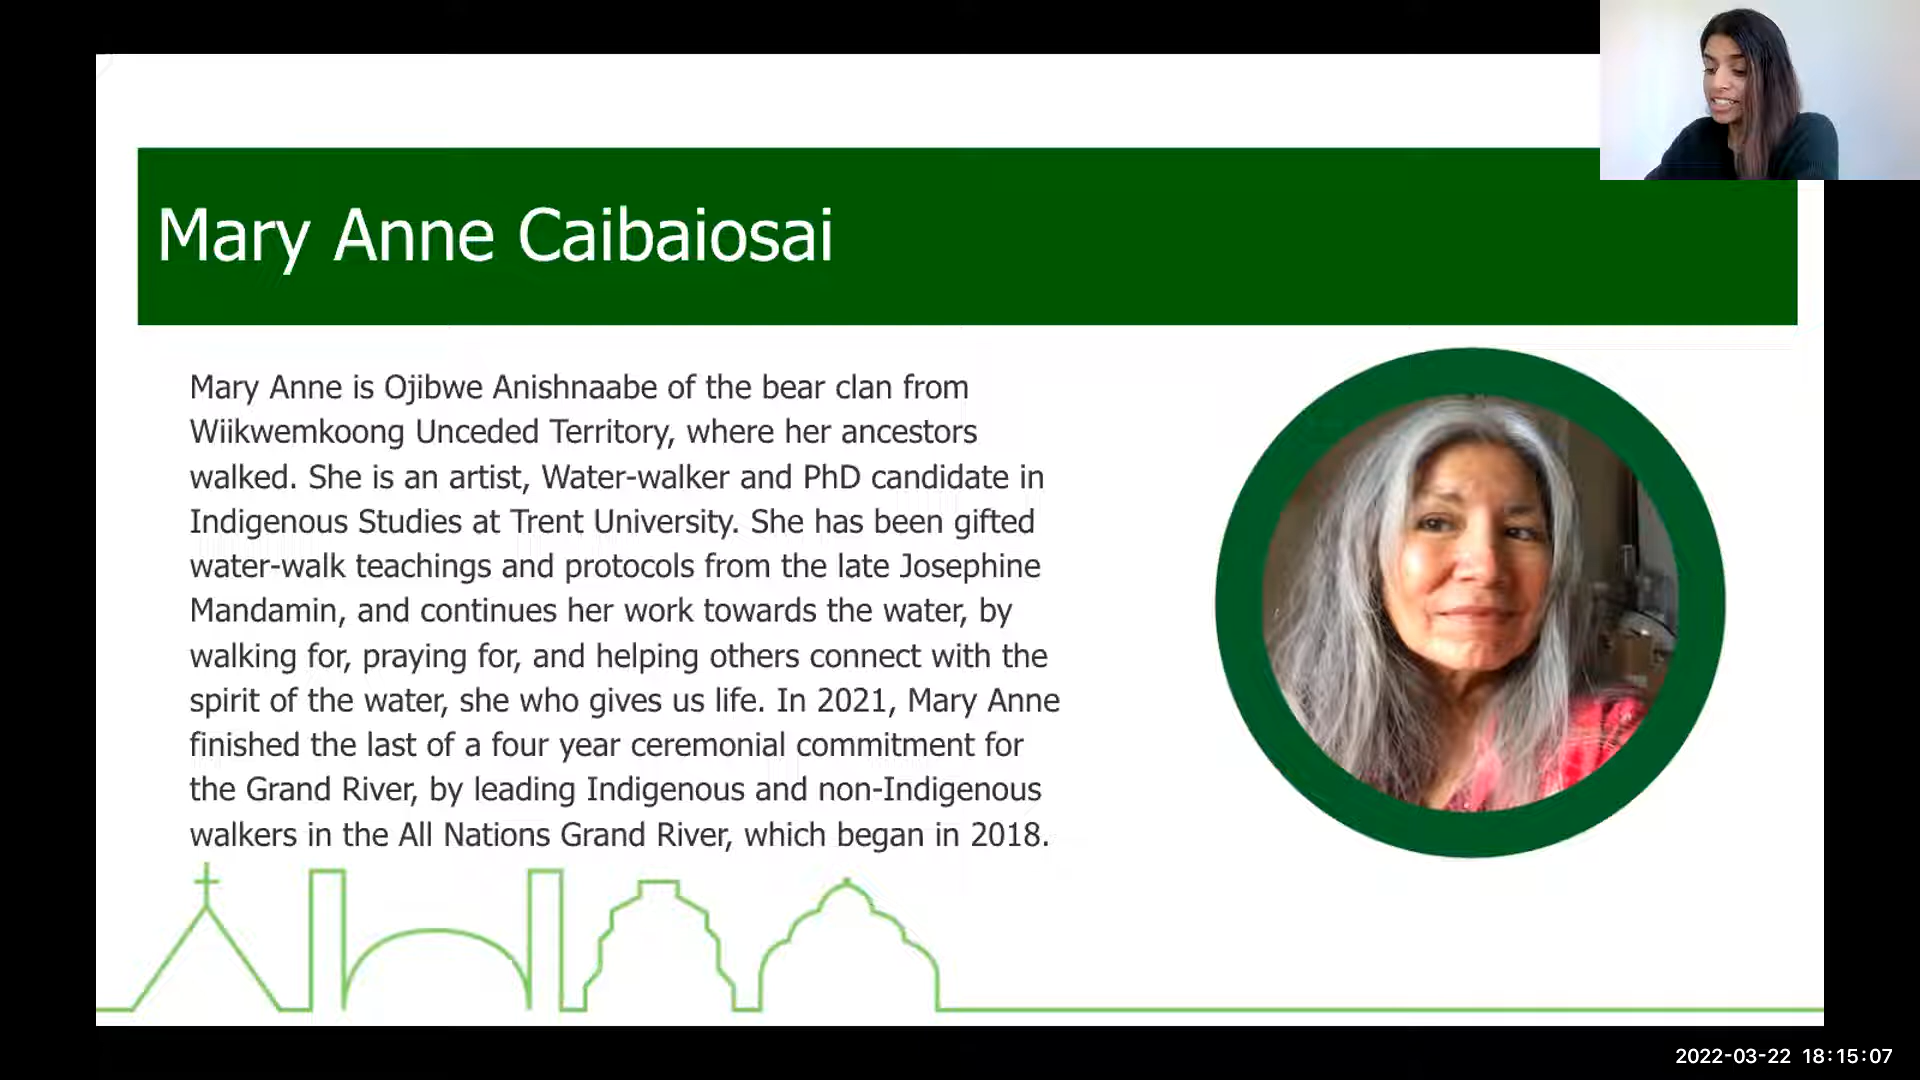 Mary Anne Caibaiosai
Mary Anne is Ojibwe Anishnaabe of the bear clan from
Wiikwemkoong Unceded Territory, where her ancestors
walked. She is an artist, Water-walker and PhD candidate in
Indigenous Studies at Trent University. She has been gifted
water-walk teachings and protocols from the late Josephine
Mandamin, and continues her work towards the water, by
walking for, praying for, and helping others connect with the
spirit of the water, she who gives us life. In 2021, Mary Anne
finished the last of a four year ceremonial commitment for
the Grand River, by leading Indigenous and non-Indigenous
walkers in the All Nations Grand River, which began in 2018.
2022-03-22 18:15:07